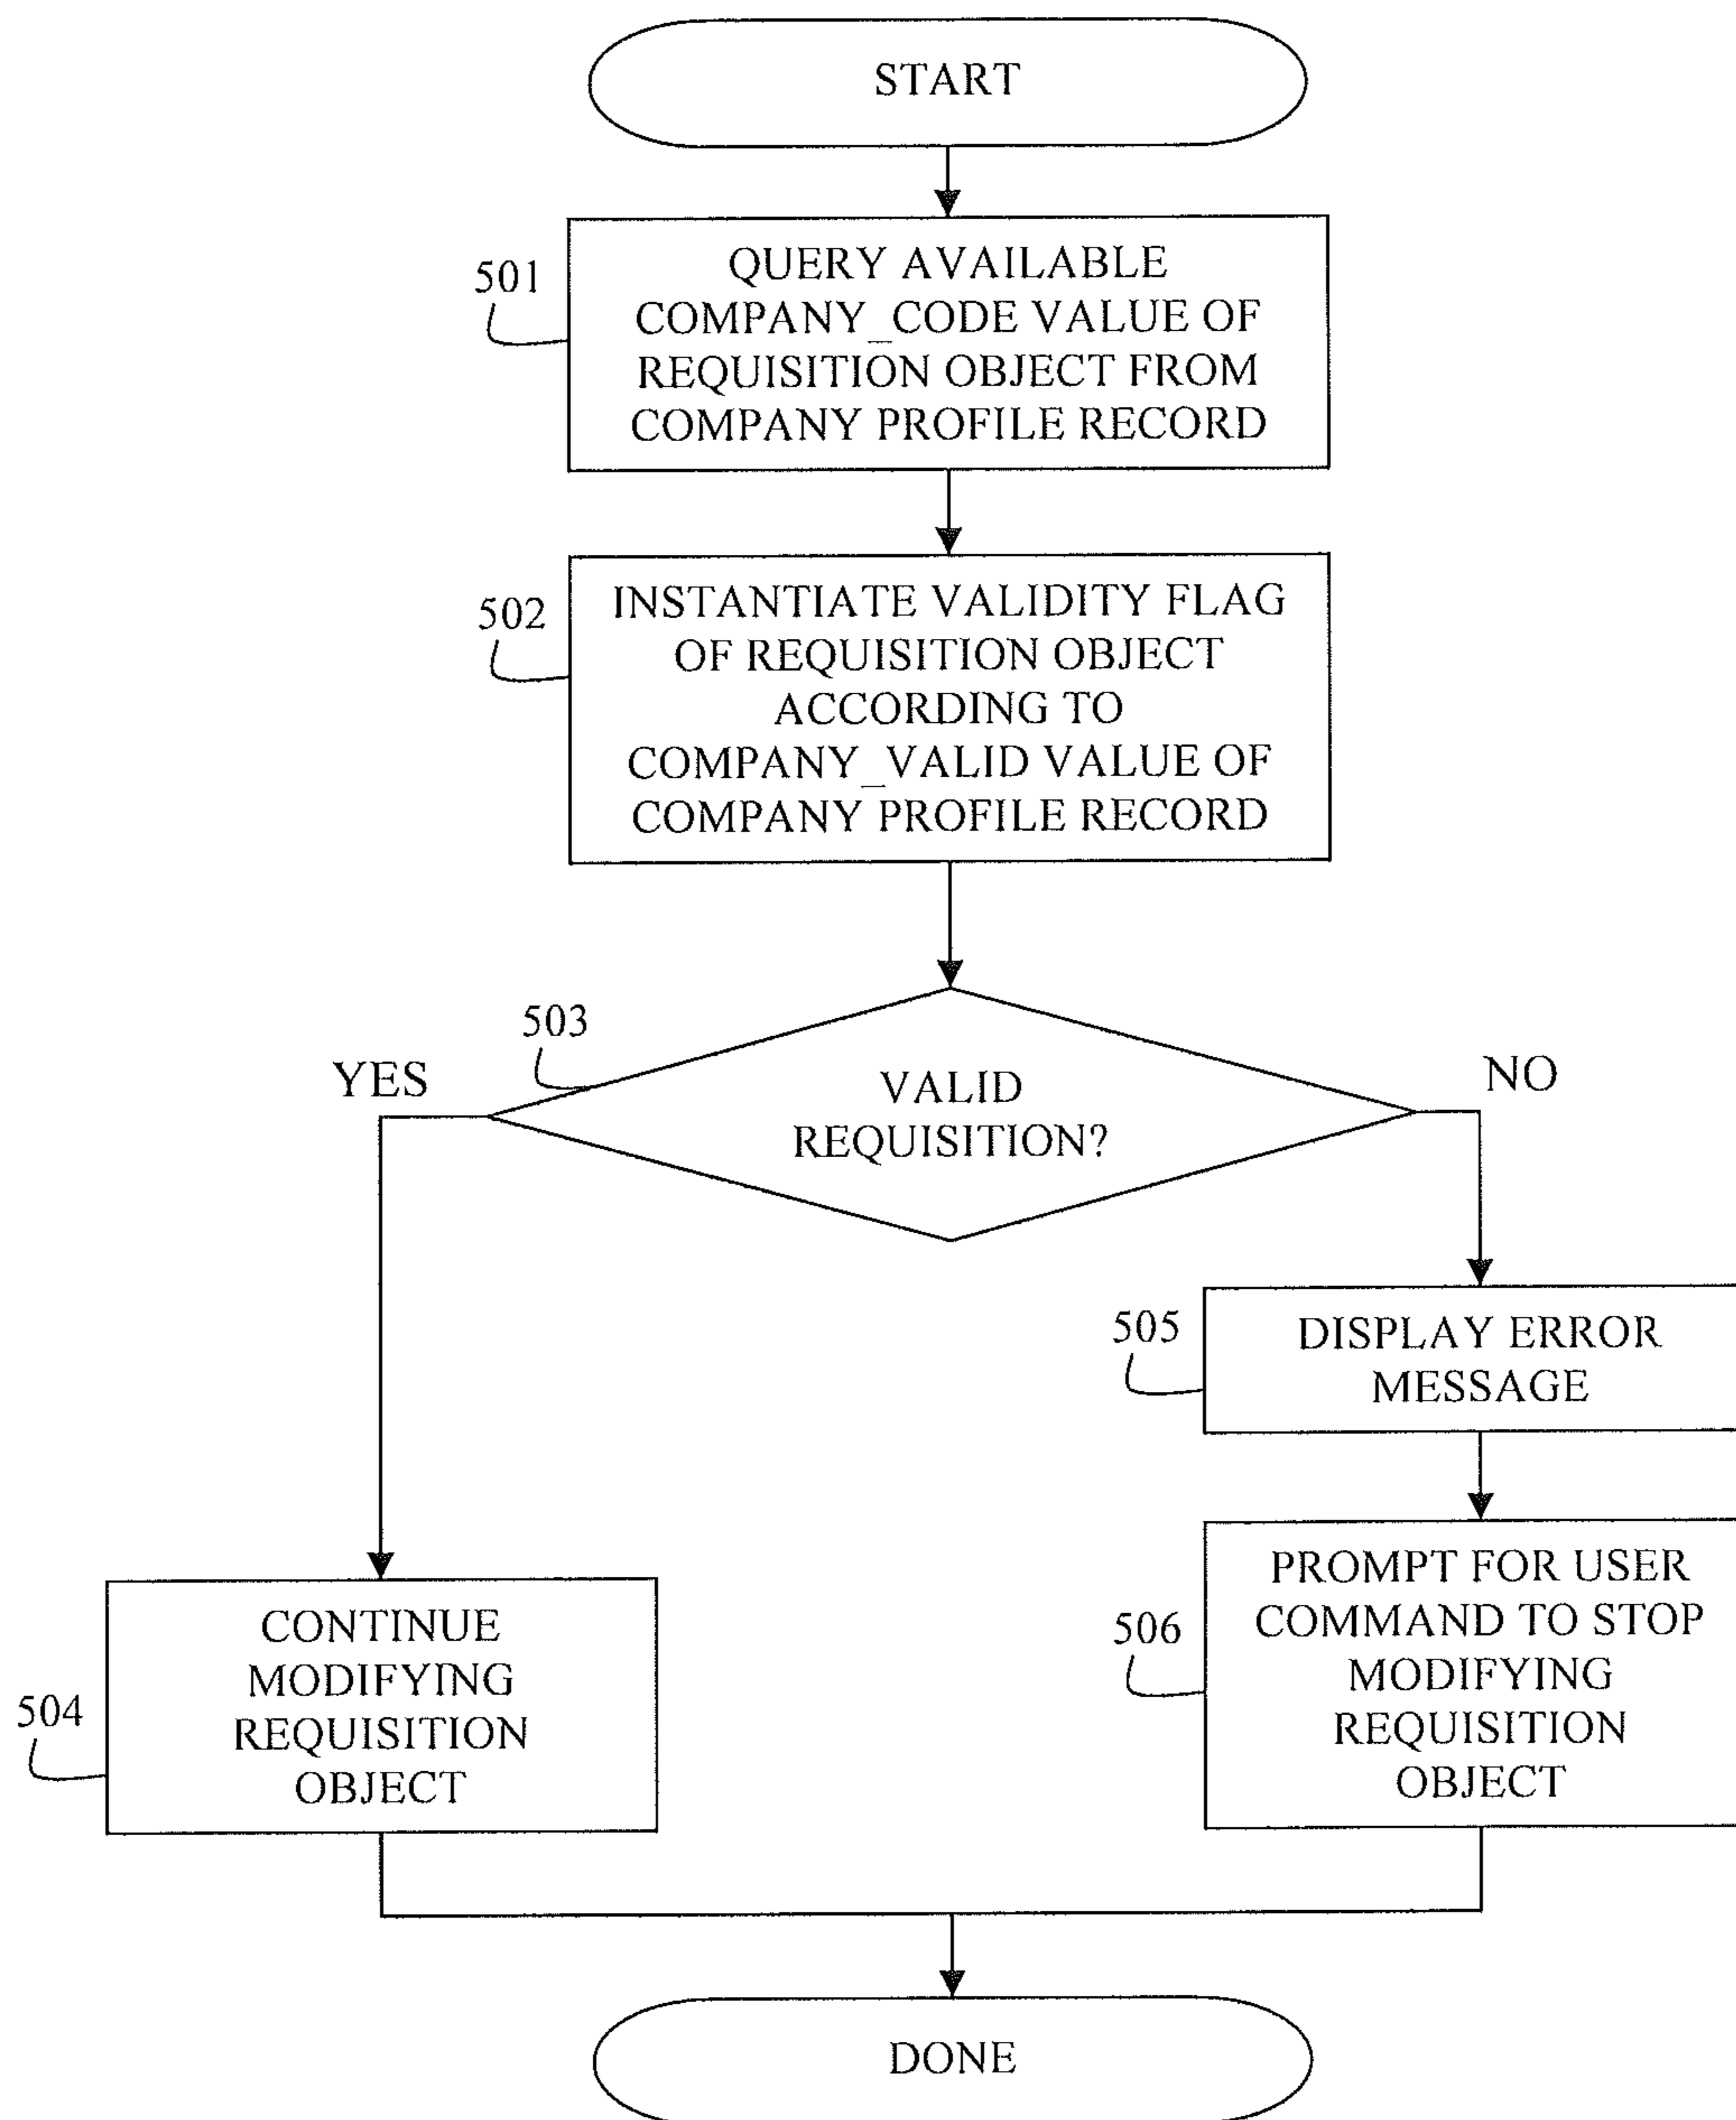 START
501
QUERY AVAILABLE
COMPANY_CODE VALUE OF
REQUISITION OBJECT FROM
COMPANY PROFILE RECORD
502
INSTANTIATE VALIDITY FLAG
OF REQUISITION OBJECT
ACCORDING TO
COMPANY_VALID VALUE OF
COMPANY PROFILE RECORD
503
YES
VALID
REQUISITION?
NO
505
DISPLAY ERROR
MESSAGE
504
CONTINUE
MODIFYING
REQUISITION
OBJECT
506
PROMPT FOR USER
COMMAND TO STOP
MODIFYING
REQUISITION
OBJECT
DONE